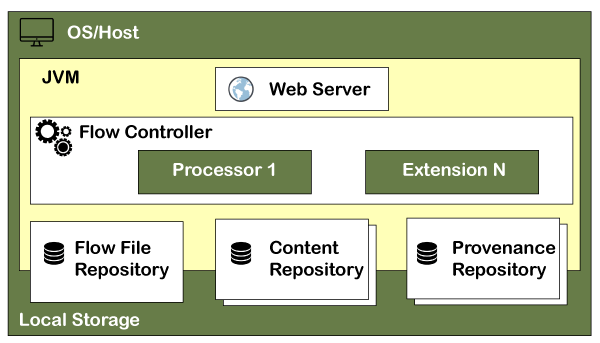 OS/Host
JVM
Web Server
Flow Controller
Processor 1
Extension N
Flow File
Repository
Content
Repository
Provenance
Repository
Local Storage